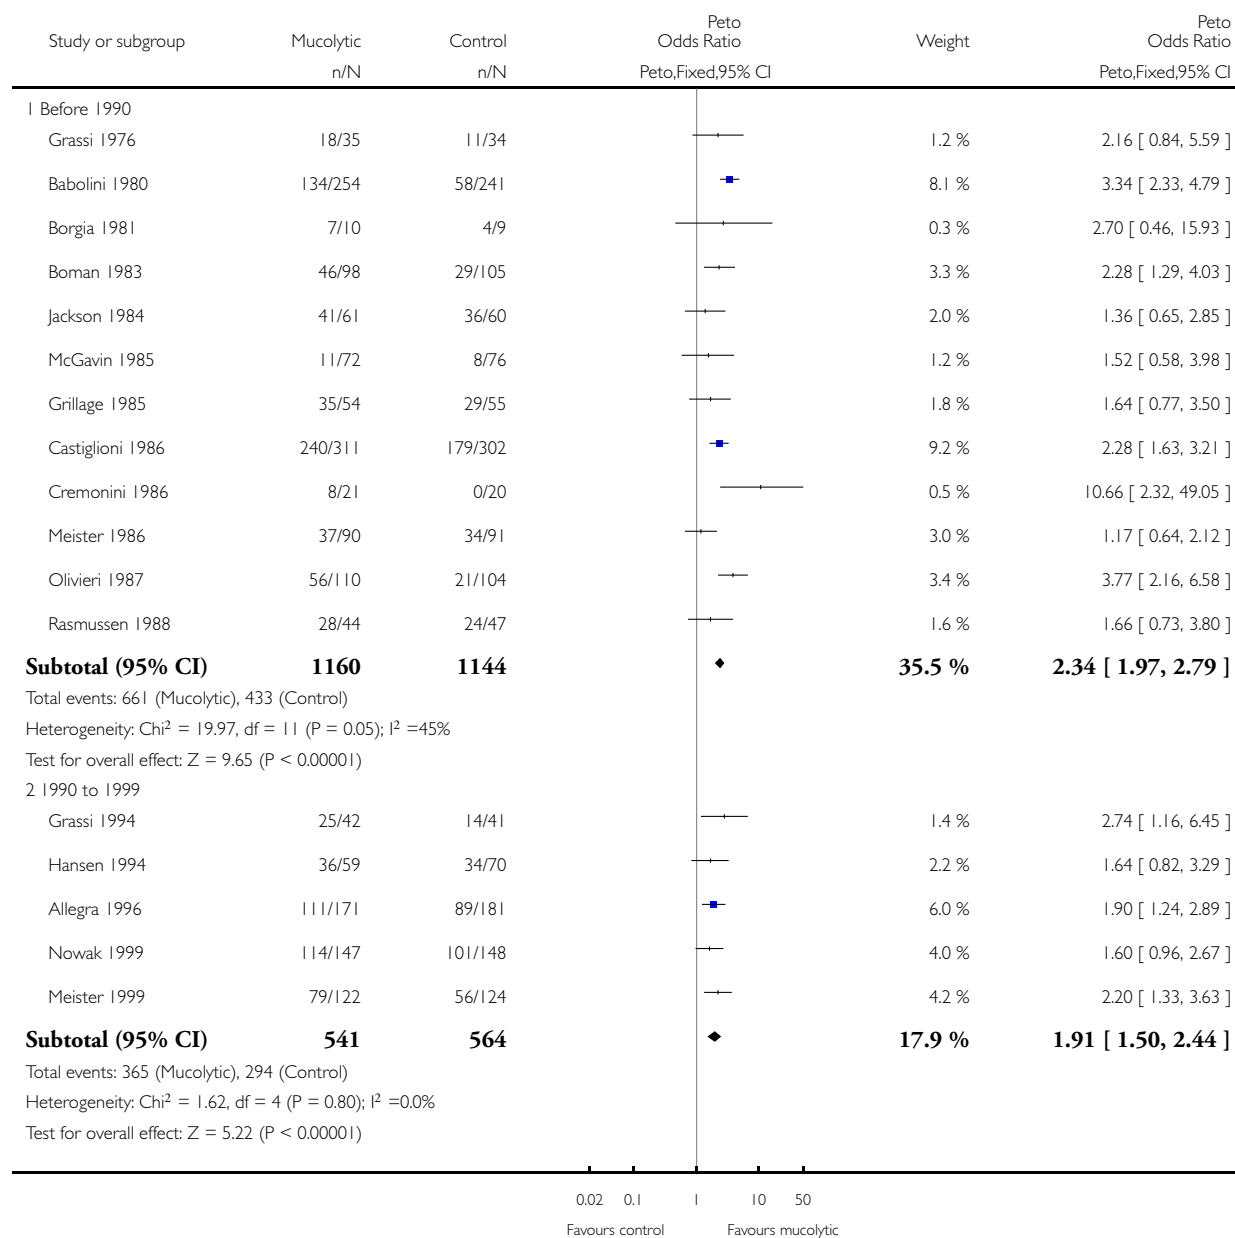 Peto Peto
Study or subgroup Mucolytic Control Odds Ratio Weight Odds Ratio
n/N n/N Peto,Fixed,95% CI Peto,Fixed,95% CI
1 Before 1990
Grassi 1976 18/35 11/34 1.2 % 2.16 [ 0.84, 5.59 ]
Babolini 1980 134/254 58/241 8.1 % 3.34 [ 2.33, 4.79 ]
Borgia 1981 7/10 4/9 0.3 % 2.70 [ 0.46, 15.93 ]
Boman 1983 46/98 29/105 3.3 % 2.28 [ 1.29, 4.03 ]
Jackson 1984 41/61 36/60 2.0 % 1.36 [ 0.65, 2.85 ]
McGavin 1985 11/72 8/76 1.2 % 1.52 [ 0.58, 3.98 ]
Grillage 1985 35/54 29/55 1.8 % 1.64 [ 0.77, 3.50 ]
Castiglioni 1986 240/311 179/302 9.2 % 2.28 [ 1.63, 3.21 ]
Cremonini 1986 8/21 0/20 0.5 % 10.66 [ 2.32, 49.05 ]
Meister 1986 37/90 34/91 3.0 % 1.17 [ 0.64, 2.12 ]
Olivieri 1987 56/110 21/104 3.4 % 3.77 [ 2.16, 6.58 ]
Rasmussen 1988 28/44 24/47 1.6 % 1.66 [ 0.73, 3.80 ]
Subtotal (95% CI) 1160 1144 35.5 % 2.34 [ 1.97, 2.79 ]
Total events: 661 (Mucolytic), 433 (Control)
Heterogeneity: Chi² = 19.97, df = 11 (P = 0.05); I² =45%
Test for overall effect: Z = 9.65 (P < 0.00001)
2 1990 to 1999
Grassi 1994 25/42 14/41 1.4 % 2.74 [ 1.16, 6.45 ]
Hansen 1994 36/59 34/70 2.2 % 1.64 [ 0.82, 3.29 ]
Allegra 1996 111/171 89/181 6.0 % 1.90 [ 1.24, 2.89 ]
Nowak 1999 114/147 101/148 4.0 % 1.60 [ 0.96, 2.67 ]
Meister 1999 79/122 56/124 4.2 % 2.20 [ 1.33, 3.63 ]
Subtotal (95% CI) 541 564 17.9 % 1.91 [ 1.50, 2.44 ]
Total events: 365 (Mucolytic), 294 (Control)
Heterogeneity: Chi² = 1.62, df = 4 (P = 0.80); I² =0.0%
Test for overall effect: Z = 5.22 (P < 0.00001)
0.02 0.1 1 10 50
Favours control Favours mucolytic